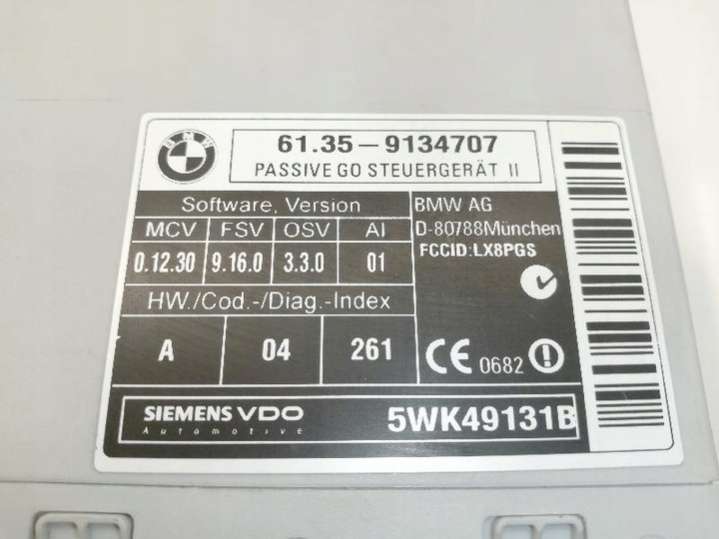 BMW
61.35-9134707
PASSIVE GO STEUERGERÄT II
Software, Version
MCV FSV OSV AI
0.12.30 9.16.0 3.3.0 01
HW./Cod.-/Diag.-Index
A 04 261
BMW AG
D-80788München
FCCID:LX8PGS
CE 0682
SIEMENS VDO
Automotive
5WK49131B